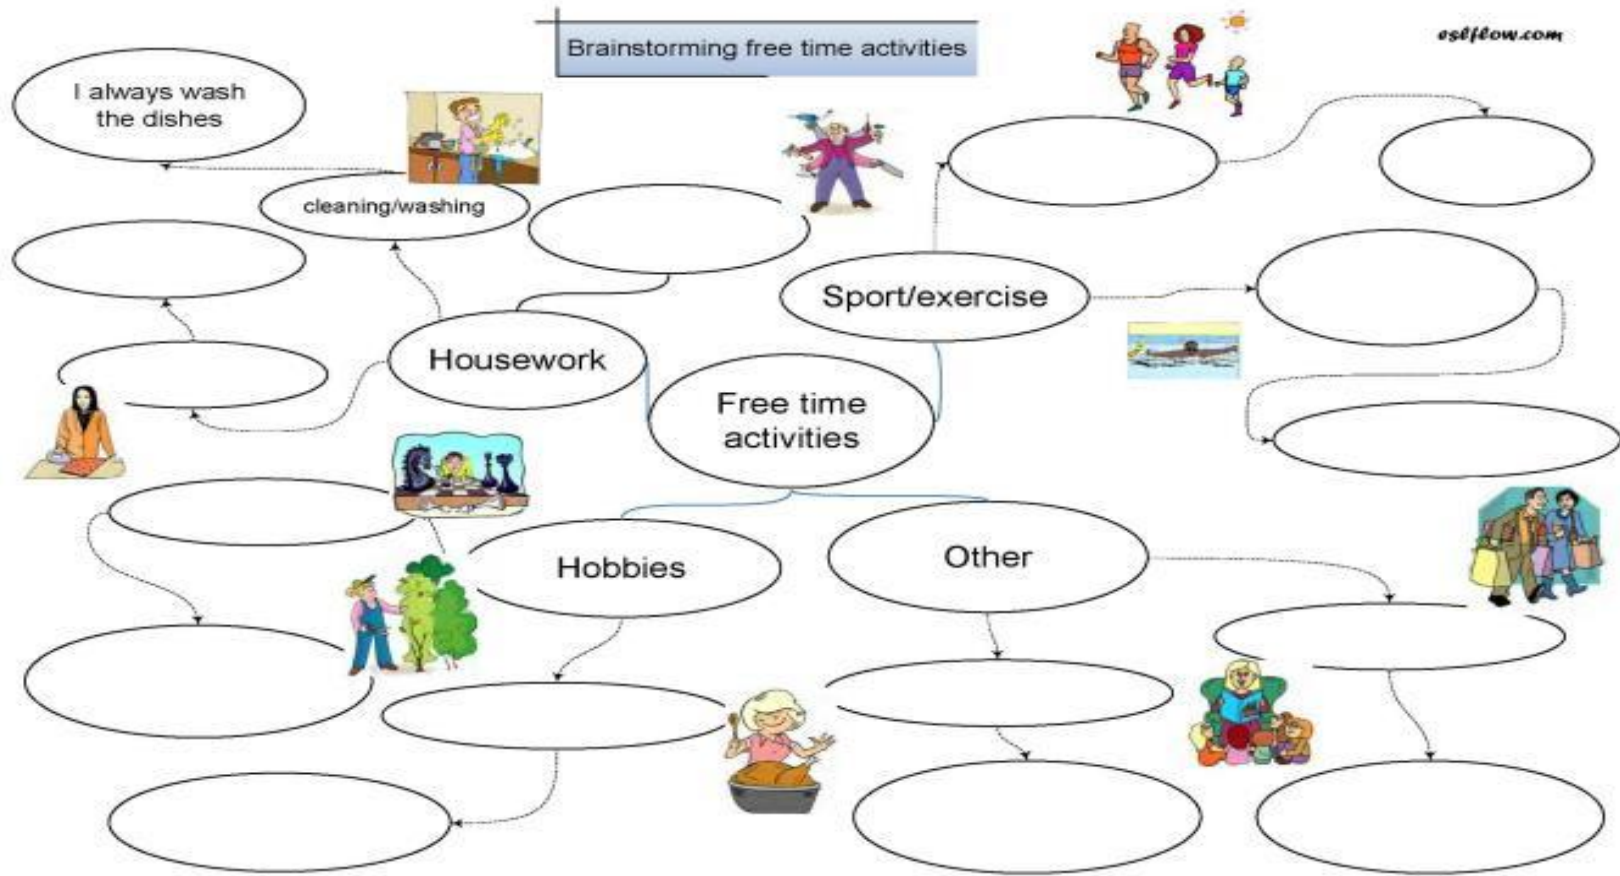 Brainstorming free time activities
eslflow.com
I always wash
the dishes
cleaning/washing
Sport/exercise
Housework
Free time
activities
Hobbies
Other